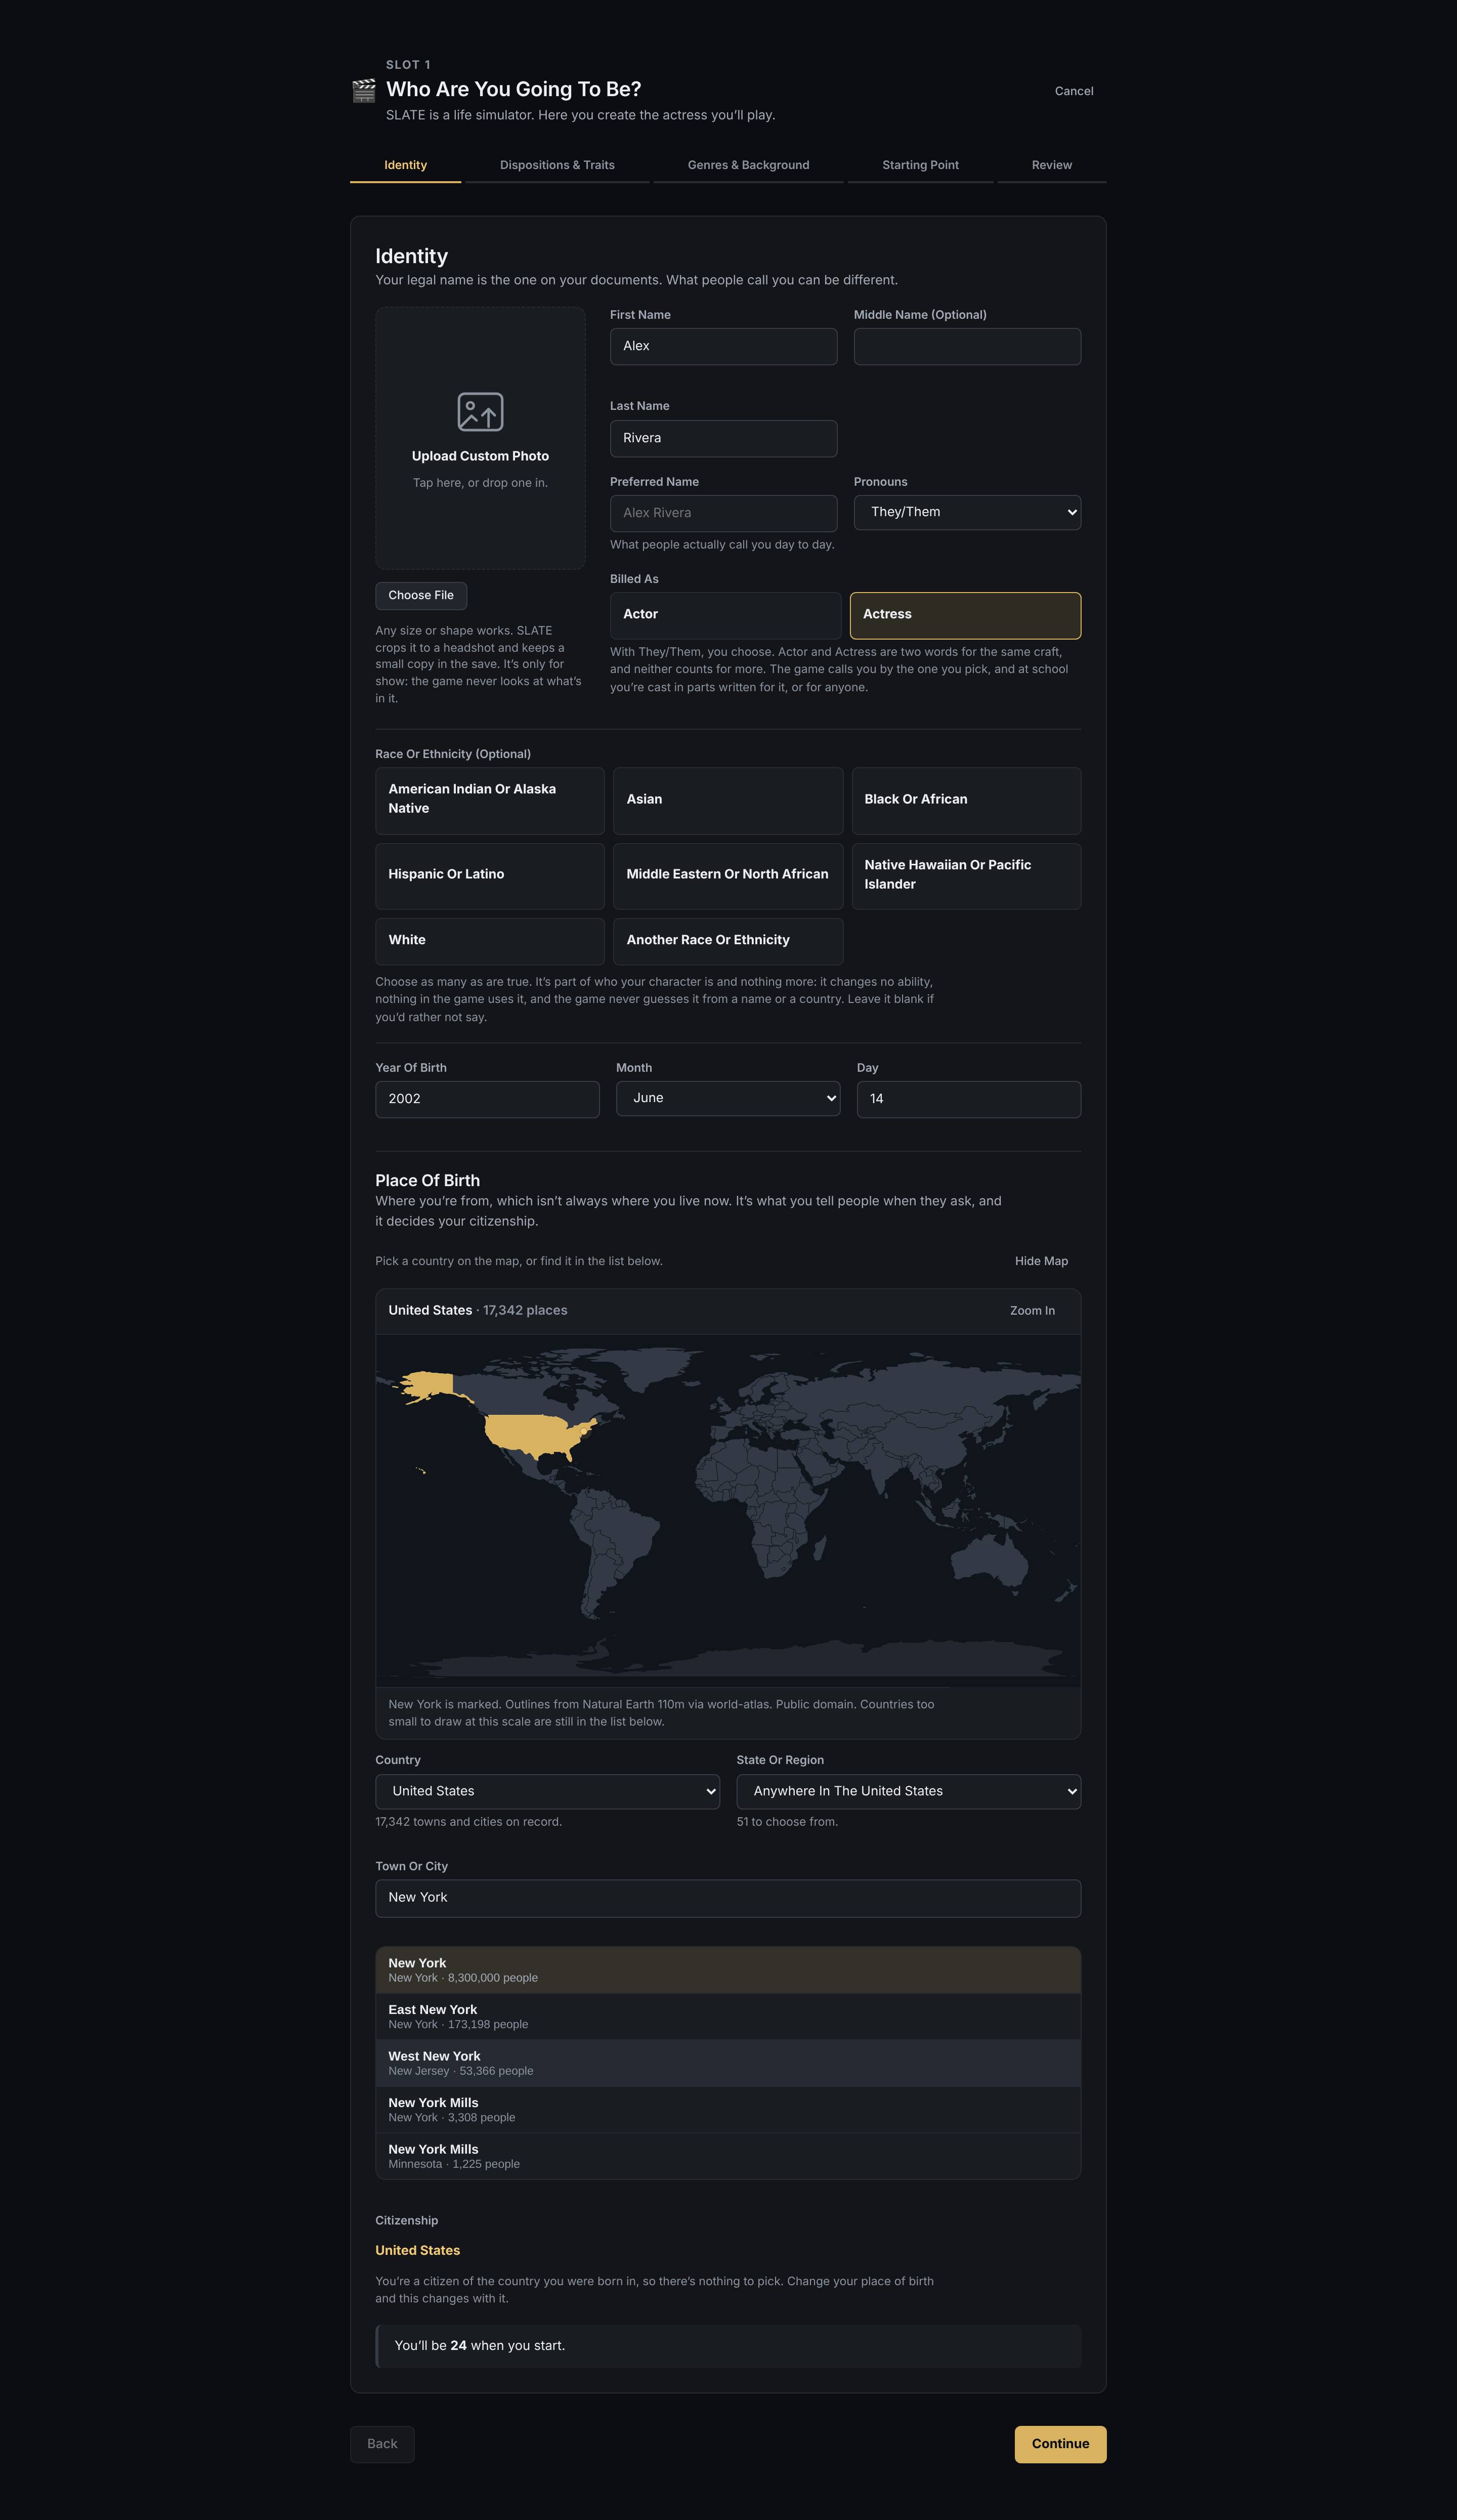 SLOT 1
Who Are You Going To Be?
SLATE is a life simulator. Here you create the actress you’ll play.
Cancel
Identity
Dispositions & Traits
Genres & Background
Starting Point
Review
Identity
Your legal name is the one on your documents. What people call you can be different.
Upload Custom Photo
Tap here, or drop one in.
Choose File
Any size or shape works. SLATE
crops it to a headshot and keeps a
small copy in the save. It’s only for
show: the game never looks at what’s
in it.
First Name
Alex
Middle Name (Optional)
Last Name
Rivera
Preferred Name
Alex Rivera
What people actually call you day to day.
Pronouns
They/Them
Billed As
Actor
Actress
With They/Them, you choose. Actor and Actress are two words for the same craft,
and neither counts for more. The game calls you by the one you pick, and at school
you’re cast in parts written for it, or for anyone.
Race Or Ethnicity (Optional)
American Indian Or Alaska
Native
Asian
Black Or African
Hispanic Or Latino
Middle Eastern Or North African
Native Hawaiian Or Pacific
Islander
White
Another Race Or Ethnicity
Choose as many as are true. It’s part of who your character is and nothing more: it changes no ability,
nothing in the game uses it, and the game never guesses it from a name or a country. Leave it blank if
you’d rather not say.
Year Of Birth
2002
Month
June
Day
14
Place Of Birth
Where you’re from, which isn’t always where you live now. It’s what you tell people when they ask, and
it decides your citizenship.
Pick a country on the map, or find it in the list below.
Hide Map
United States · 17,342 places
Zoom In
New York is marked. Outlines from Natural Earth 110m via world-atlas. Public domain. Countries too
small to draw at this scale are still in the list below.
Country
United States
17,342 towns and cities on record.
State Or Region
Anywhere In The United States
51 to choose from.
Town Or City
New York
New York
New York · 8,300,000 people
East New York
New York · 173,198 people
West New York
New Jersey · 53,366 people
New York Mills
New York · 3,308 people
New York Mills
Minnesota · 1,225 people
Citizenship
United States
You’re a citizen of the country you were born in, so there’s nothing to pick. Change your place of birth
and this changes with it.
You’ll be 24 when you start.
Back
Continue